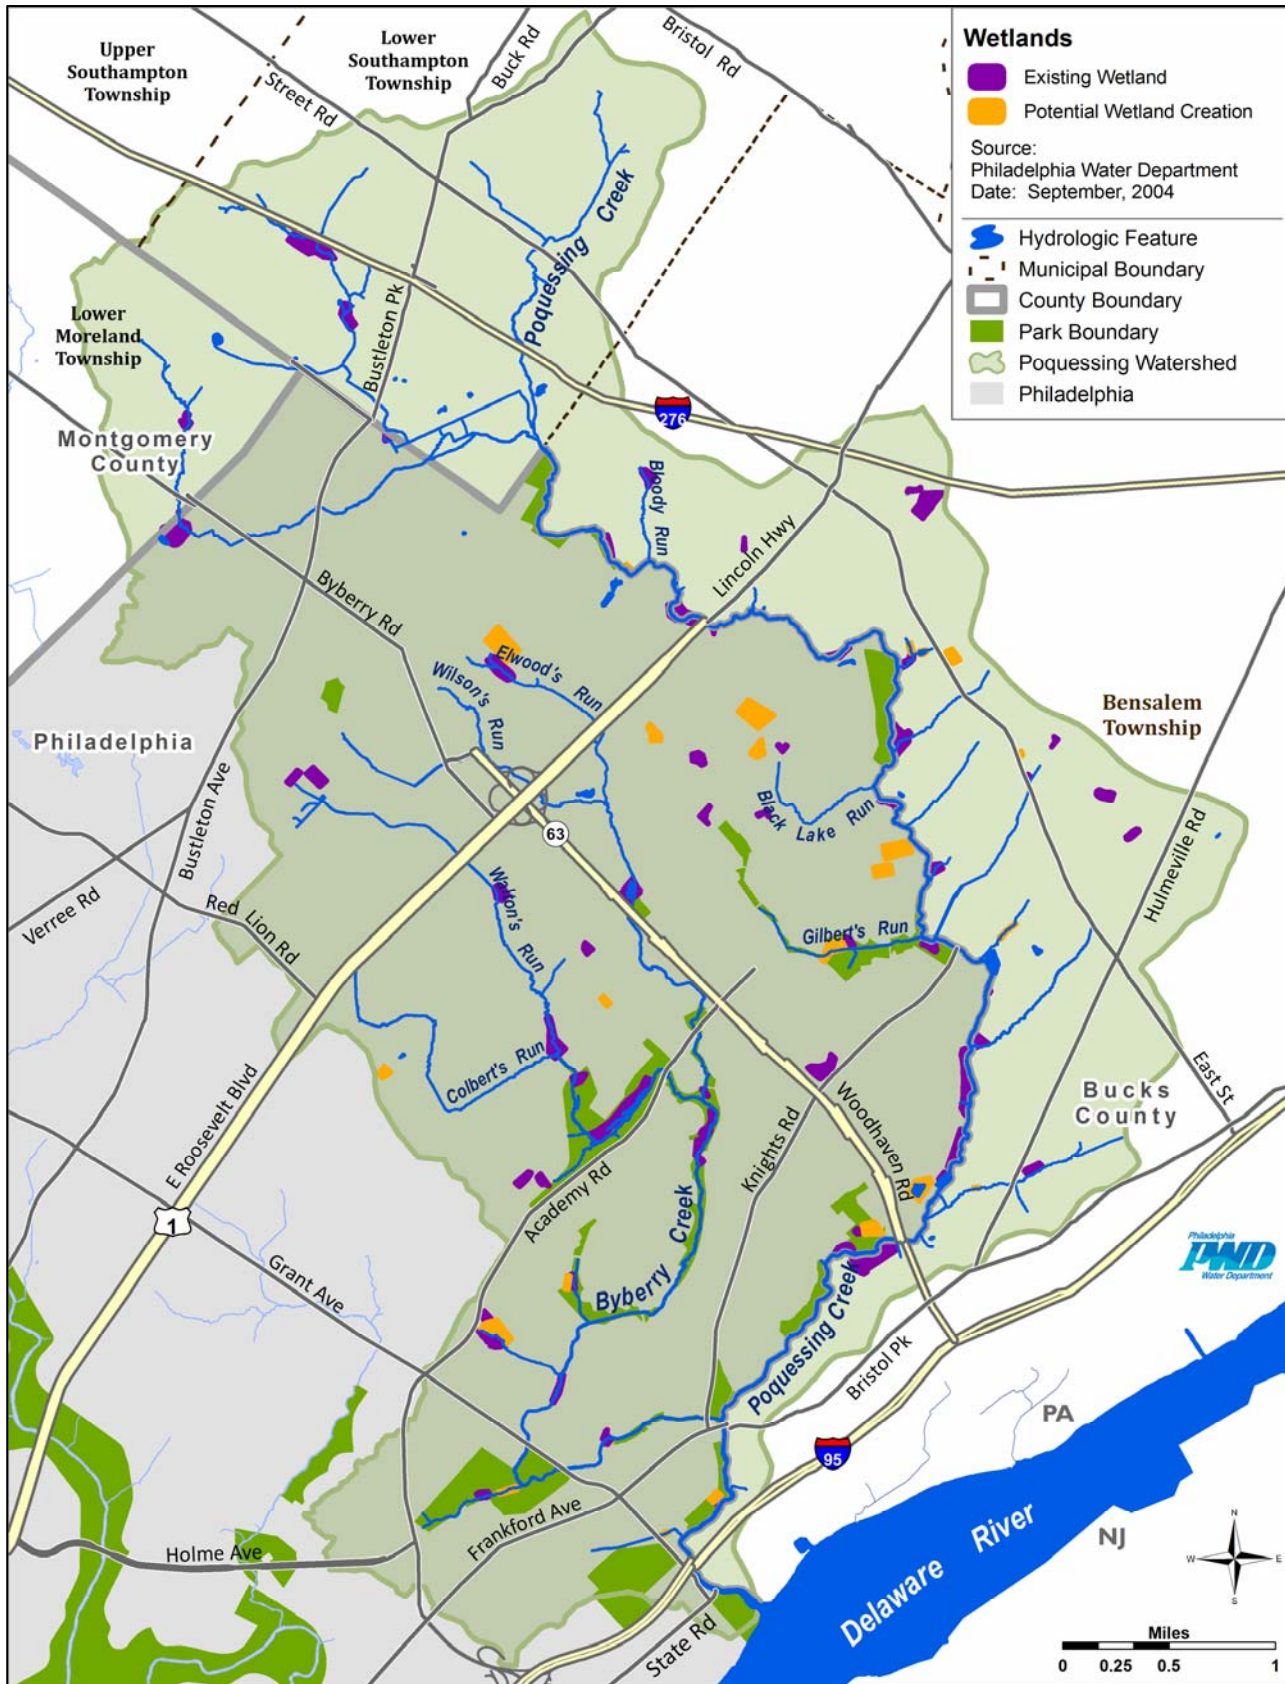 Upper
Southampton
Township
Lower
Southampton
Township
Buck Rd
Bristol Rd
Street Rd
Wetlands
Existing Wetland
Potential Wetland Creation
Source:
Philadelphia Water Department
Date: September, 2004
Hydrologic Feature
Municipal Boundary
County Boundary
Park Boundary
Poquessing Watershed
Philadelphia
Poquessing Creek
Bustleton Pk
Lower
Moreland
Township
276
Montgomery
County
Bloody Run
Lincoln Hwy
Byberry Rd
Elwood's Run
Wilson's Run
Bensalem
Township
Philadelphia
Bustleton Ave
Black Lake Run
63
Hulmeville Rd
Verree Rd
Red Lion Rd
Walton's Run
Gilbert's Run
Colbert's Run
E Roosevelt Blvd
East St
Bucks
County
Woodhaven Rd
Knights Rd
Academy Rd
1
Grant Ave
Byberry Creek
Philadelphia
PWD
Water Department
Poquessing Creek
Bristol Pk
PA
95
NJ
Frankford Ave
Holme Ave
Delaware River
State Rd
N
W E
S
Miles
0 0.25 0.5 1